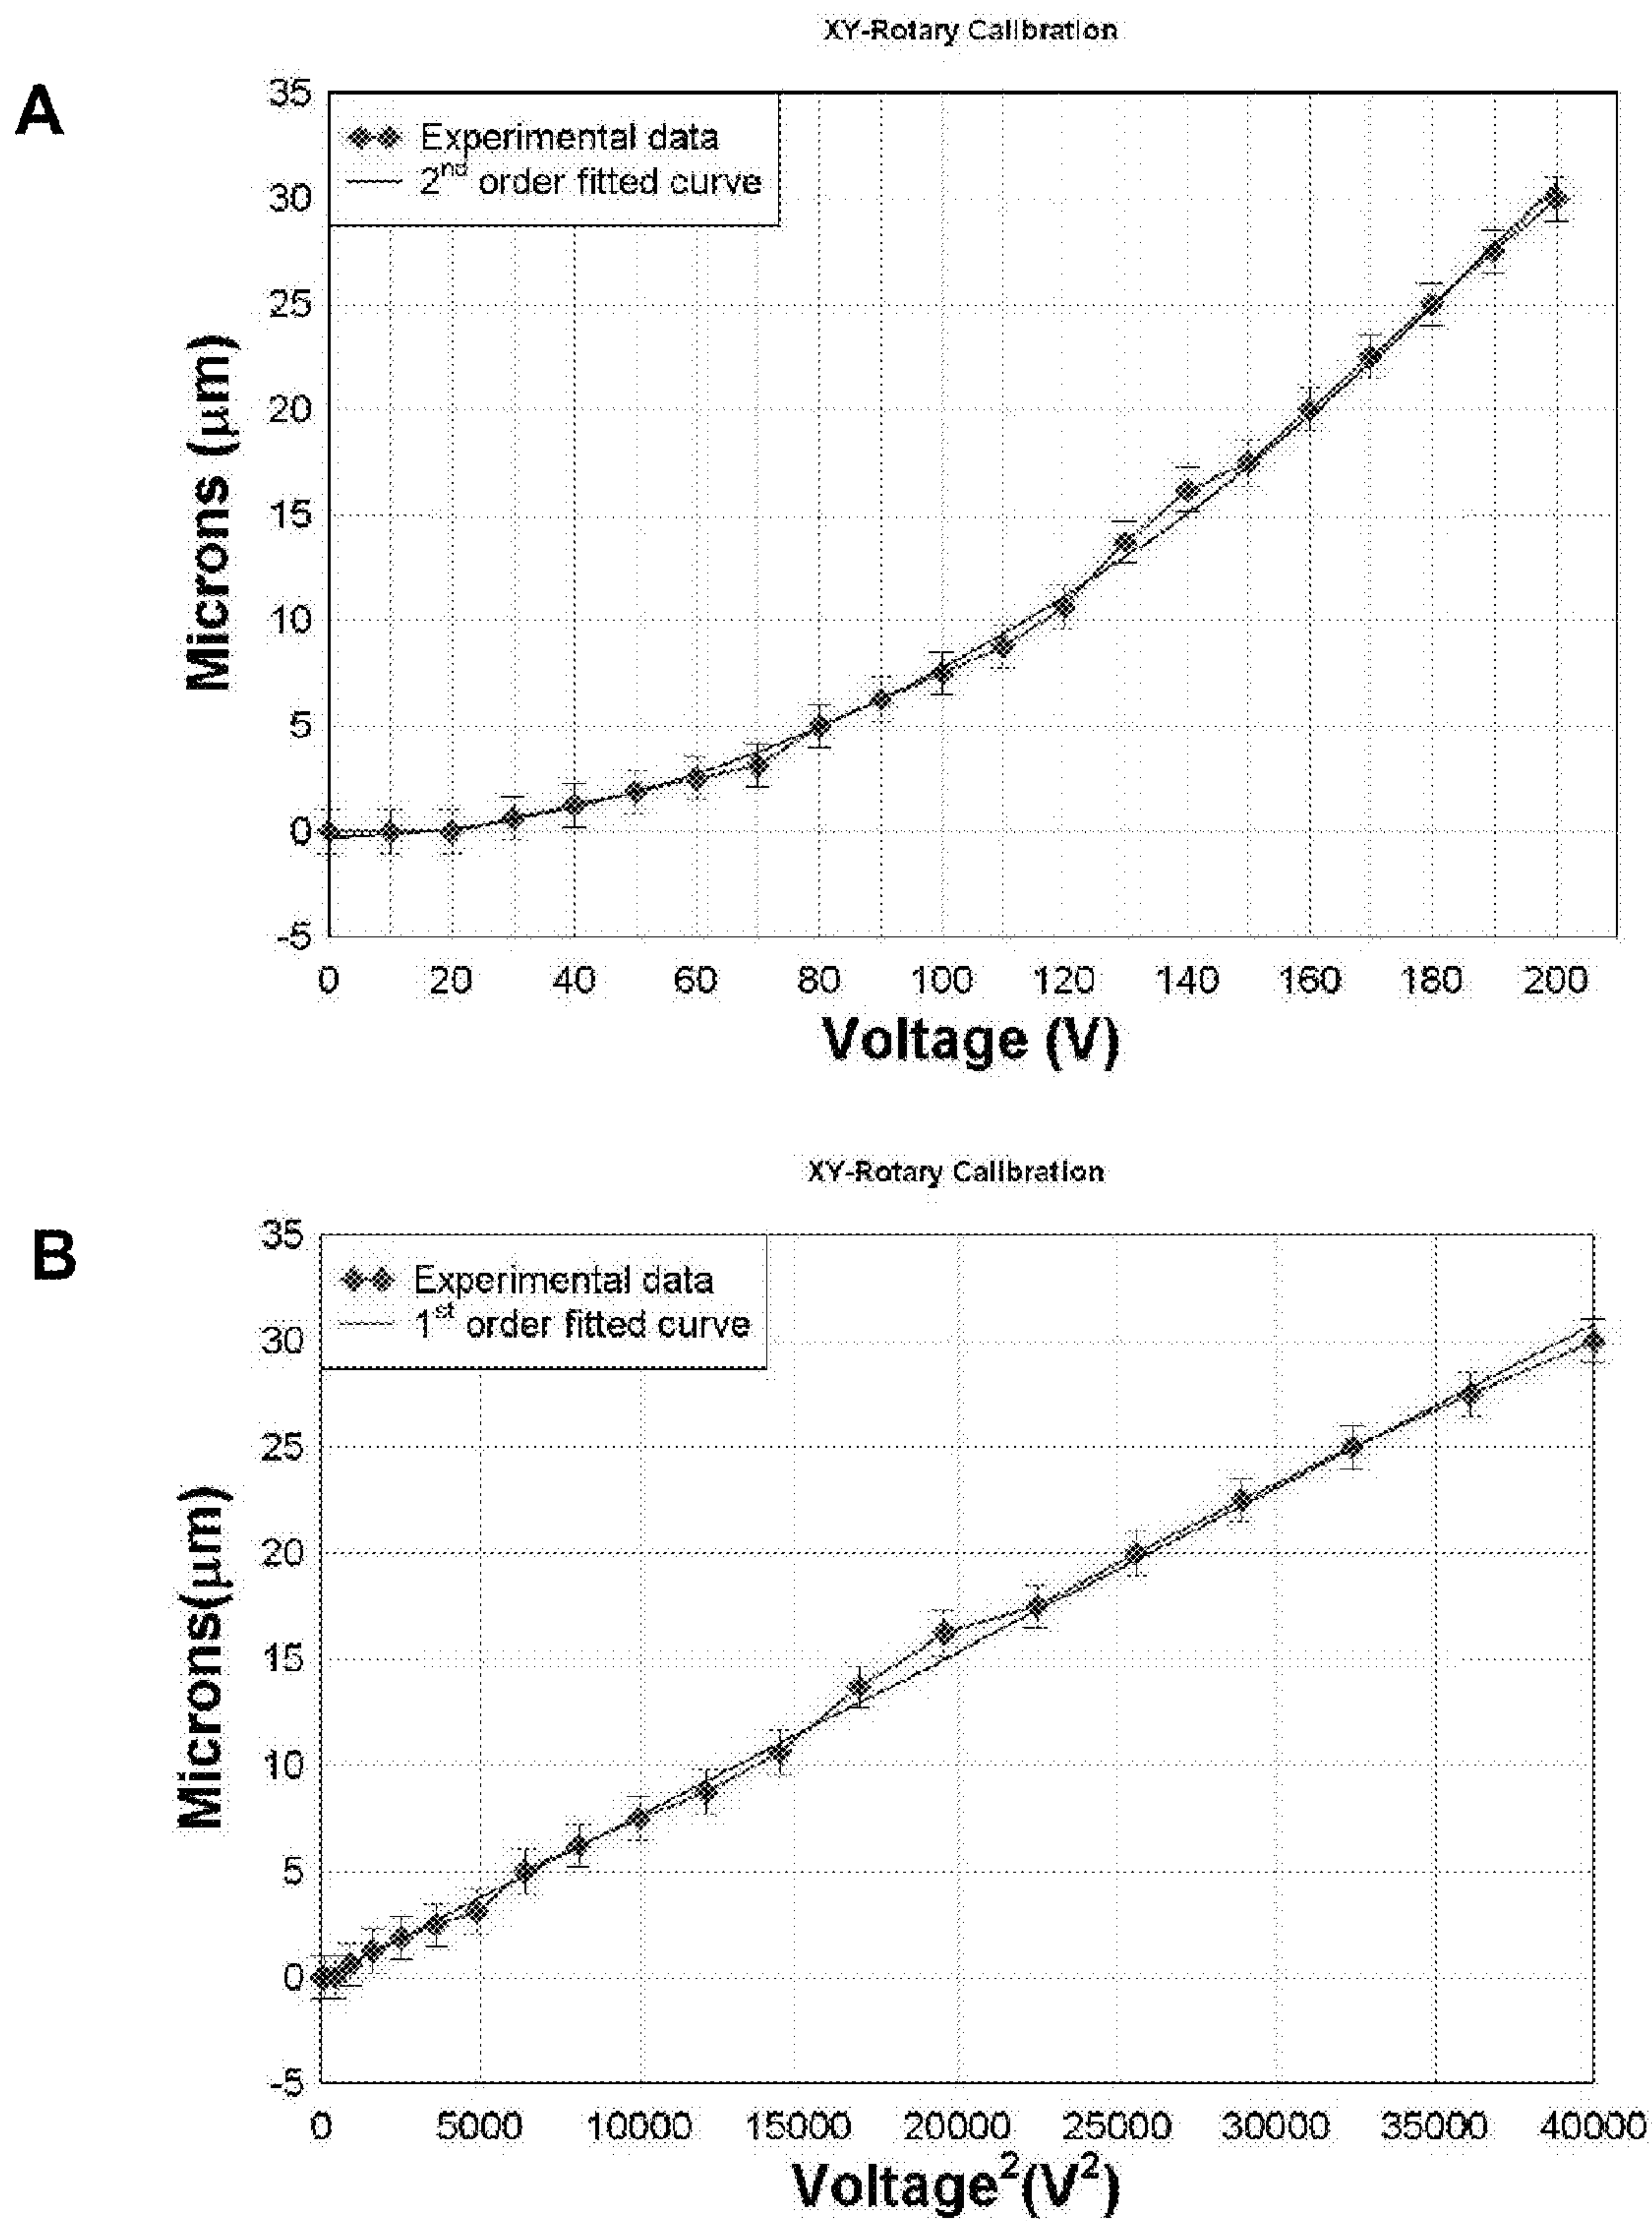 XY-Rotary Calibration
A
35
Experimental data
2nd order fitted curve
30
25
20
15
10
5
0
-5
Microns (μm)
0 20 40 60 80 100 120 140 160 180 200
Voltage (V)
XY-Rotary Calibration
B
35
Experimental data
1st order fitted curve
30
25
20
15
10
5
0
-5
Microns(μm)
0 5000 10000 15000 20000 25000 30000 35000 40000
Voltage²(V²)